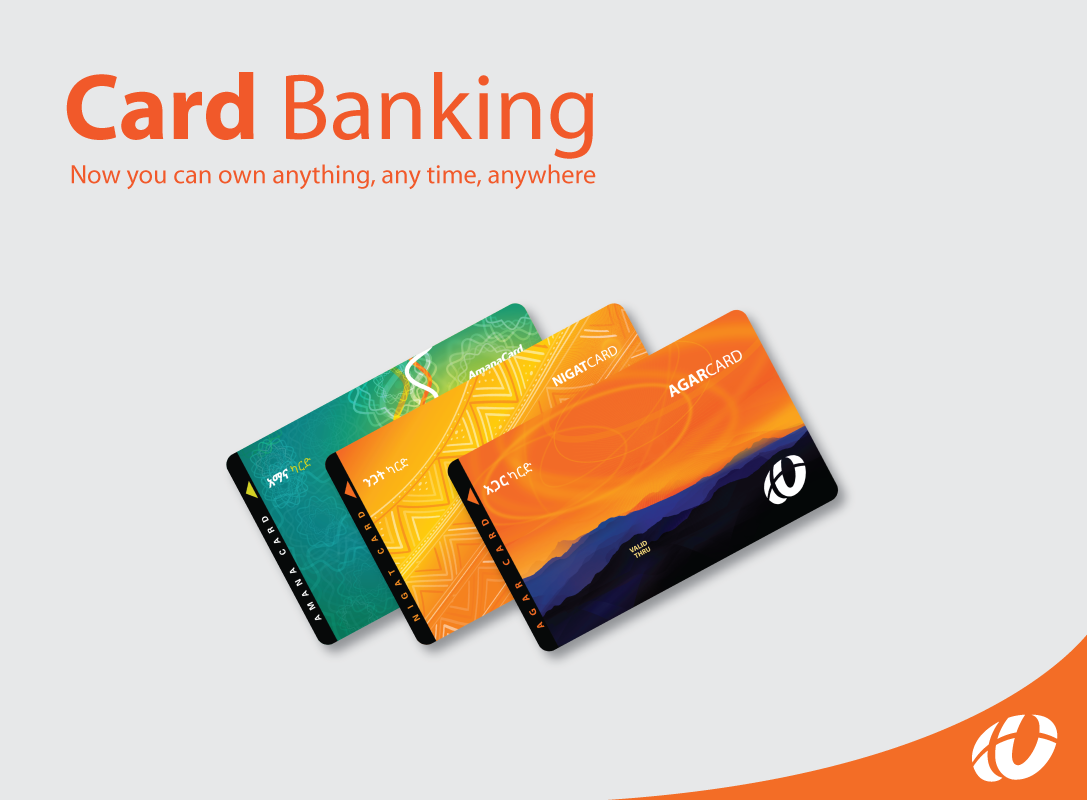 Card Banking
Now you can own anything, any time, anywhere
AmanaCard
አማና ካርድ
AMANA CARD
NIGATCARD
ንጋት ካርድ
NIGAT CARD
AGARCARD
አጋር ካርድ
AGAR CARD
VALID
THRU